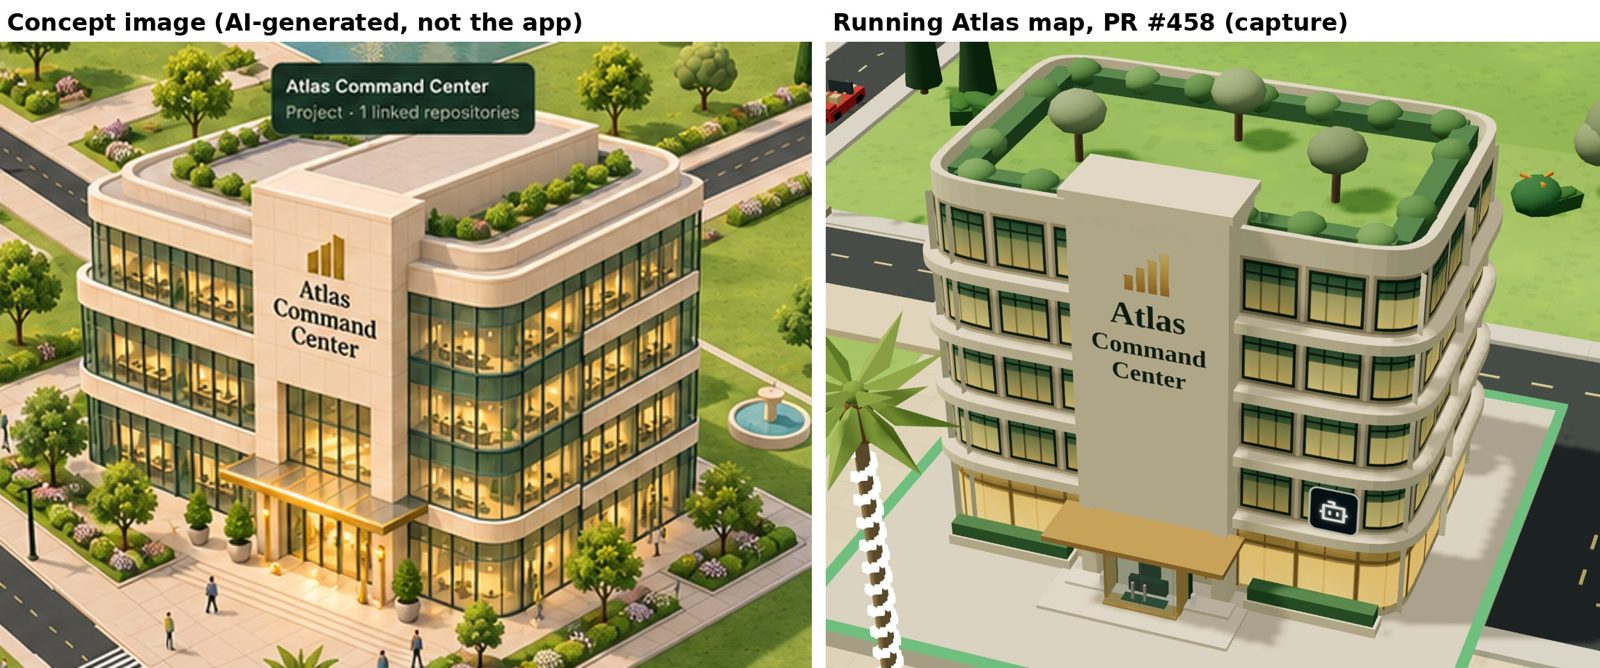 Concept image (AI-generated, not the app)
Running Atlas map, PR #458 (capture)
Atlas Command Center
Project · 1 linked repositories
Atlas
Command
Center
Atlas
Command
Center